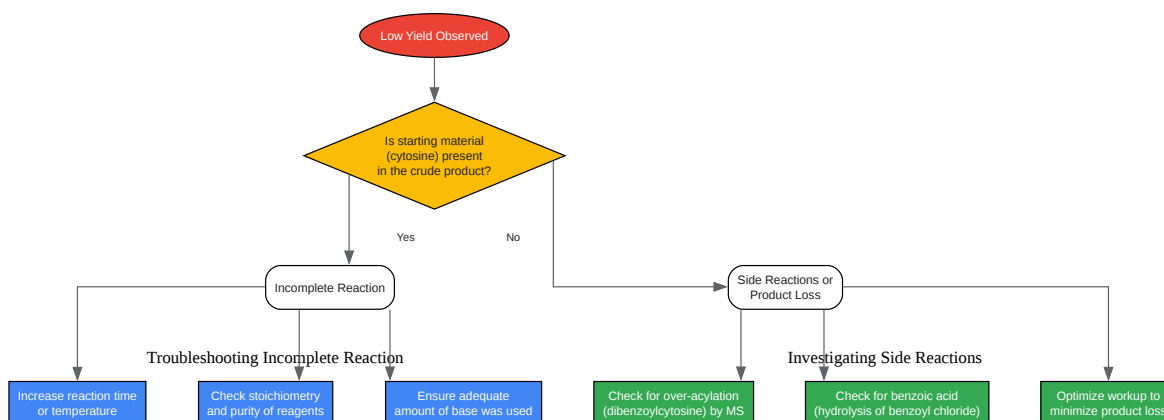 Low Yield Observed
Is starting material
(cytosine) present
in the crude product?
Yes
No
Incomplete Reaction
Side Reactions or
Product Loss
Troubleshooting Incomplete Reaction
Investigating Side Reactions
Increase reaction time
or temperature
Check stoichiometry
and purity of reagents
Ensure adequate
amount of base was used
Check for over-acylation
(dibenzoylcytosine) by MS
Check for benzoic acid
(hydrolysis of benzoyl chloride)
Optimize workup to
minimize product loss